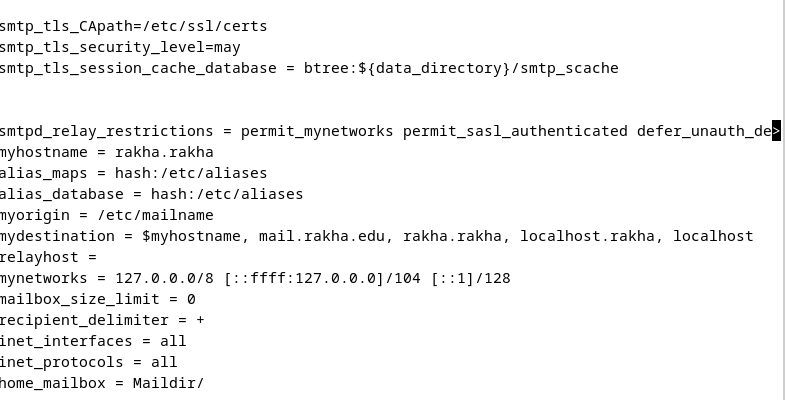 smtp_tls_CApath=/etc/ssl/certs
smtp_tls_security_level=may
smtp_tls_session_cache_database = btree:${data_directory}/smtp_scache
smtpd_relay_restrictions = permit_mynetworks permit_sasl_authenticated defer_unauth_de>
myhostname = rakha.rakha
alias_maps = hash:/etc/aliases
alias_database = hash:/etc/aliases
myorigin = /etc/mailname
mydestination = $myhostname, mail.rakha.edu, rakha.rakha, localhost.rakha, localhost
relayhost =
mynetworks = 127.0.0.0/8 [::ffff:127.0.0.0]/104 [::1]/128
mailbox_size_limit = 0
recipient_delimiter = +
inet_interfaces = all
inet_protocols = all
home_mailbox = Maildir/